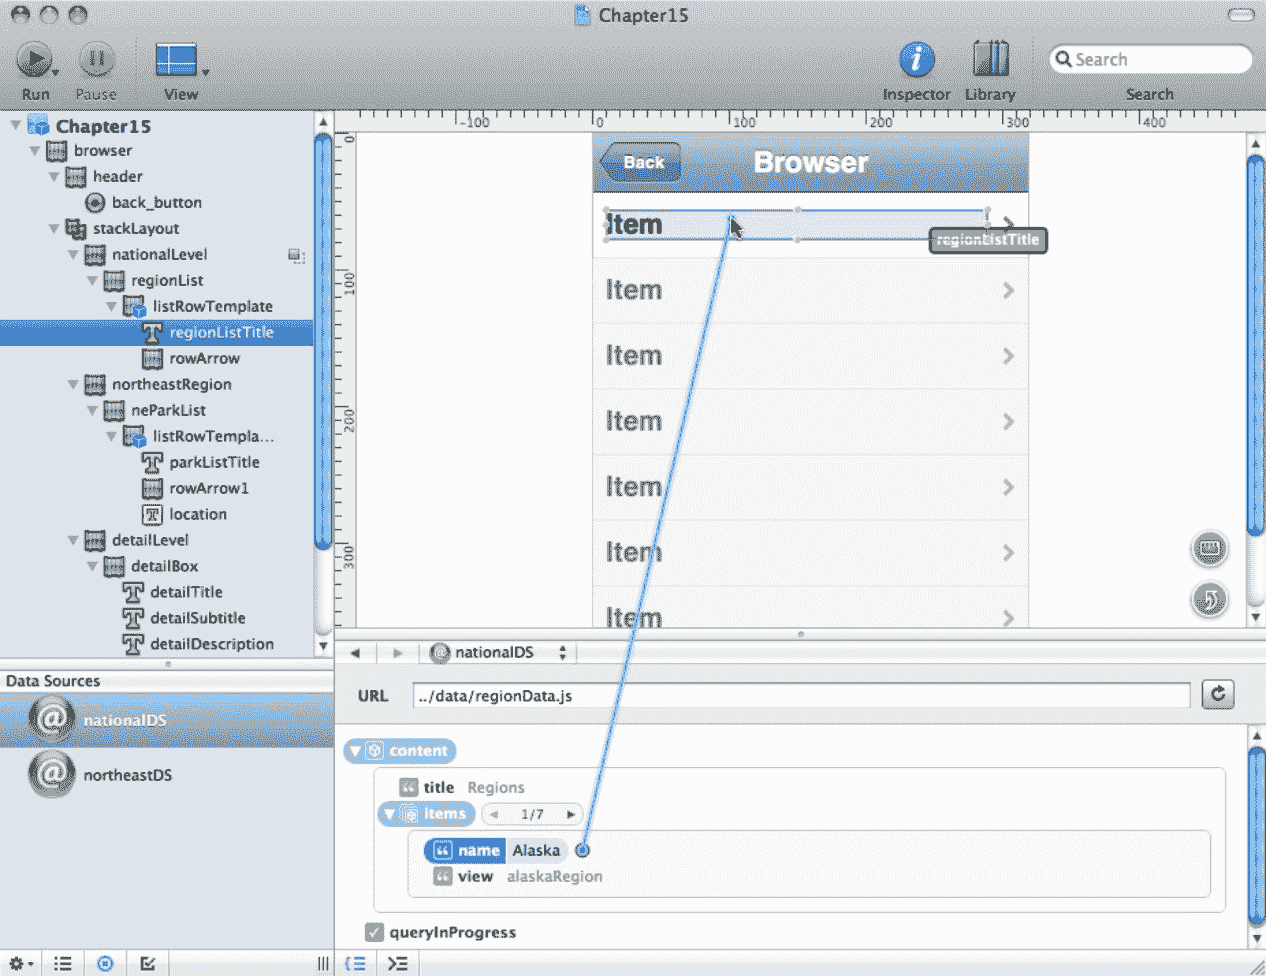 Chapter15
Run Pause View Inspector Library Search
Search
Chapter15
browser
header
back_button
stackLayout
nationalLevel
regionList
listRowTemplate
regionListTitle
rowArrow
northeastRegion
neParkList
listRowTempla...
parkListTitle
rowArrow1
location
detailLevel
detailBox
detailTitle
detailSubtitle
detailDescription
Data Sources
nationalDS
northeastDS
-100 0 100 200 300 400
0
100
200
300
Back Browser
Item
regionListTitle
Item
Item
Item
Item
Item
Item
nationalDS
URL ../data/regionData.js
content
title Regions
items 1/7
name Alaska
view alaskaRegion
queryInProgress